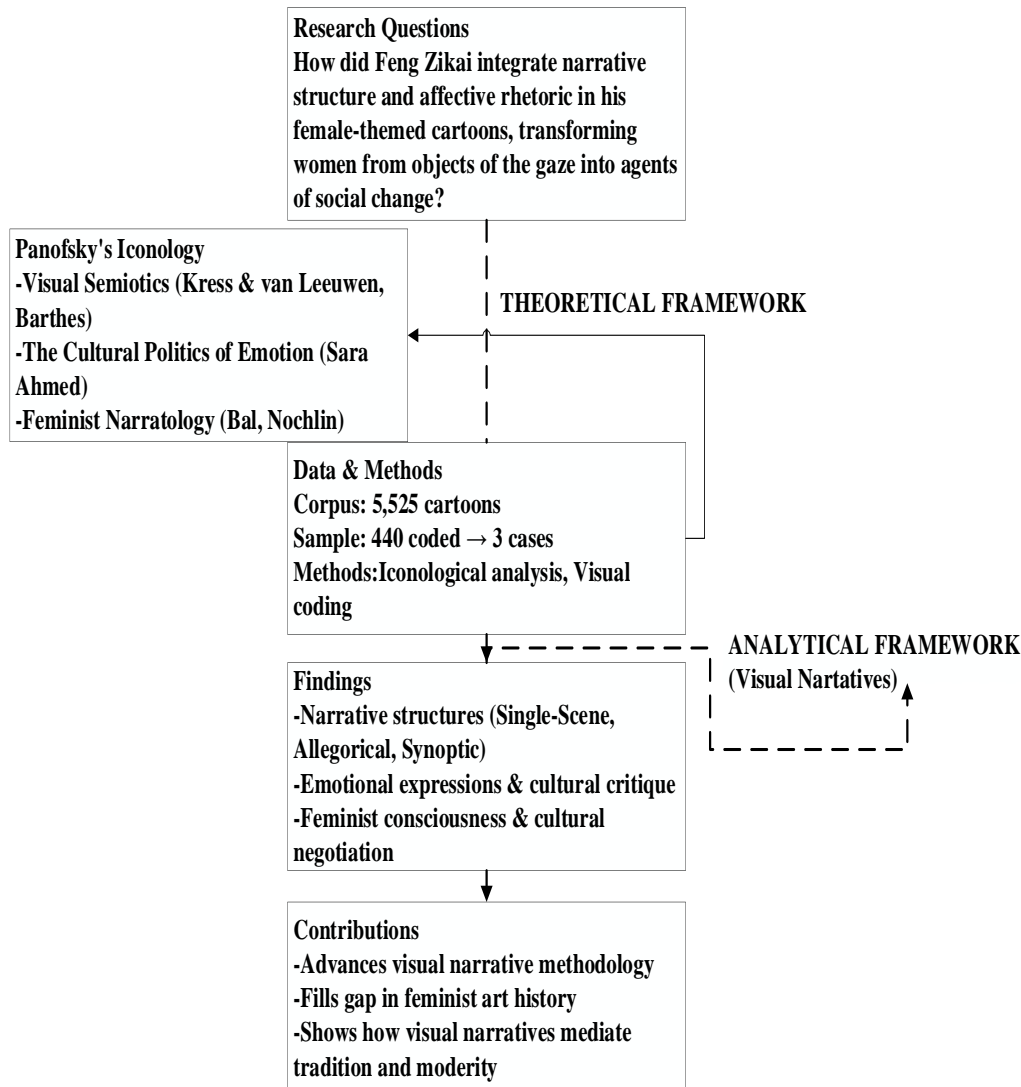 Research Questions
How did Feng Zikai integrate narrative
structure and affective rhetoric in his
female-themed cartoons, transforming
women from objects of the gaze into agents
of social change?
Panofsky's Iconology
-Visual Semiotics (Kress & van Leeuwen,
Barthes)
-The Cultural Politics of Emotion (Sara
Ahmed)
-Feminist Narratology (Bal, Nochlin)
THEORETICAL FRAMEWORK
Data & Methods
Corpus: 5,525 cartoons
Sample: 440 coded → 3 cases
Methods:Iconological analysis, Visual
coding
ANALYTICAL FRAMEWORK
(Visual Nartatives)
Findings
-Narrative structures (Single-Scene,
Allegorical, Synoptic)
-Emotional expressions & cultural critique
-Feminist consciousness & cultural
negotiation
Contributions
-Advances visual narrative methodology
-Fills gap in feminist art history
-Shows how visual narratives mediate
tradition and moderity